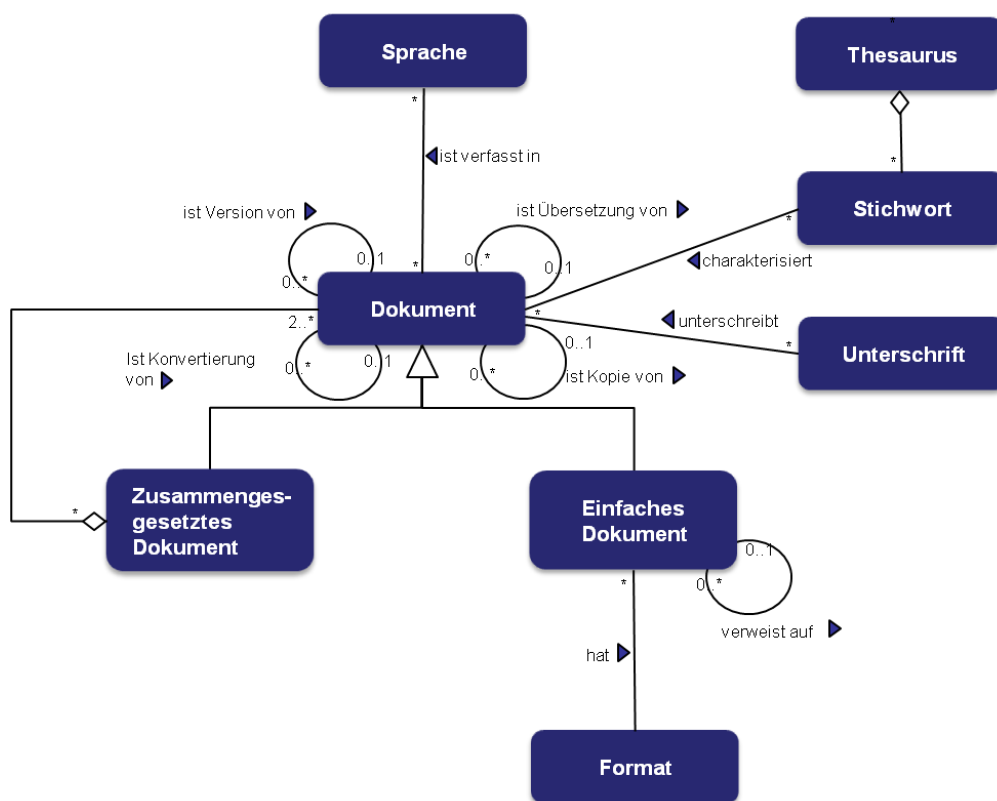 *
Sprache
Thesaurus
*
ist verfasst in
*
Stichwort
ist Version von
ist Übersetzung von
*
0..1
0..*
charakterisiert
0..*
*
0..1
Dokument
*
2..*
unterschreibt
Ist Konvertierung
von
0..*
0..1
0..1
0..*
ist Kopie von
*
Unterschrift
Zusammenges-
gesetztes
Dokument
*
Einfaches
Dokument
0..1
*
0..*
verweist auf
hat
Format